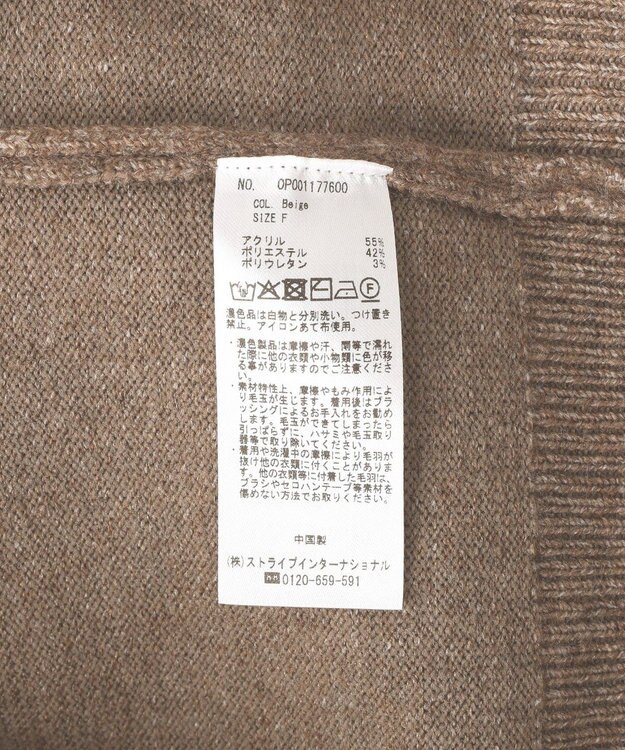 NO. OP001177600
COL. Beige
SIZE F
アクリル 55%
ポリエステル 42%
ポリウレタン 3%
濃色品は白物と分別洗い。つけ置き
禁止。アイロンあて布使用。
・濃色製品は摩擦や汗、雨等で濡れ
た際に他の衣類や小物類に色が移
る事がありますのでご注意くださ
い。
・素材特性上、摩擦やもみ作用によ
り毛玉が生じます。着用後はブラ
ッシングによるお手入れをお勧め
します。毛玉ができてしまったら
引っぱらずに、ハサミや毛玉取り
器等で取り除いてください。
・着用や洗濯中の摩擦により毛羽が
抜け他の衣類に付くことがありま
す。他の衣類等に付着した毛羽は、
ブラシやセロハンテープ等素材を
傷めない方法でお取りください。
中国製
(株)ストライプインターナショナル
0120-659-591